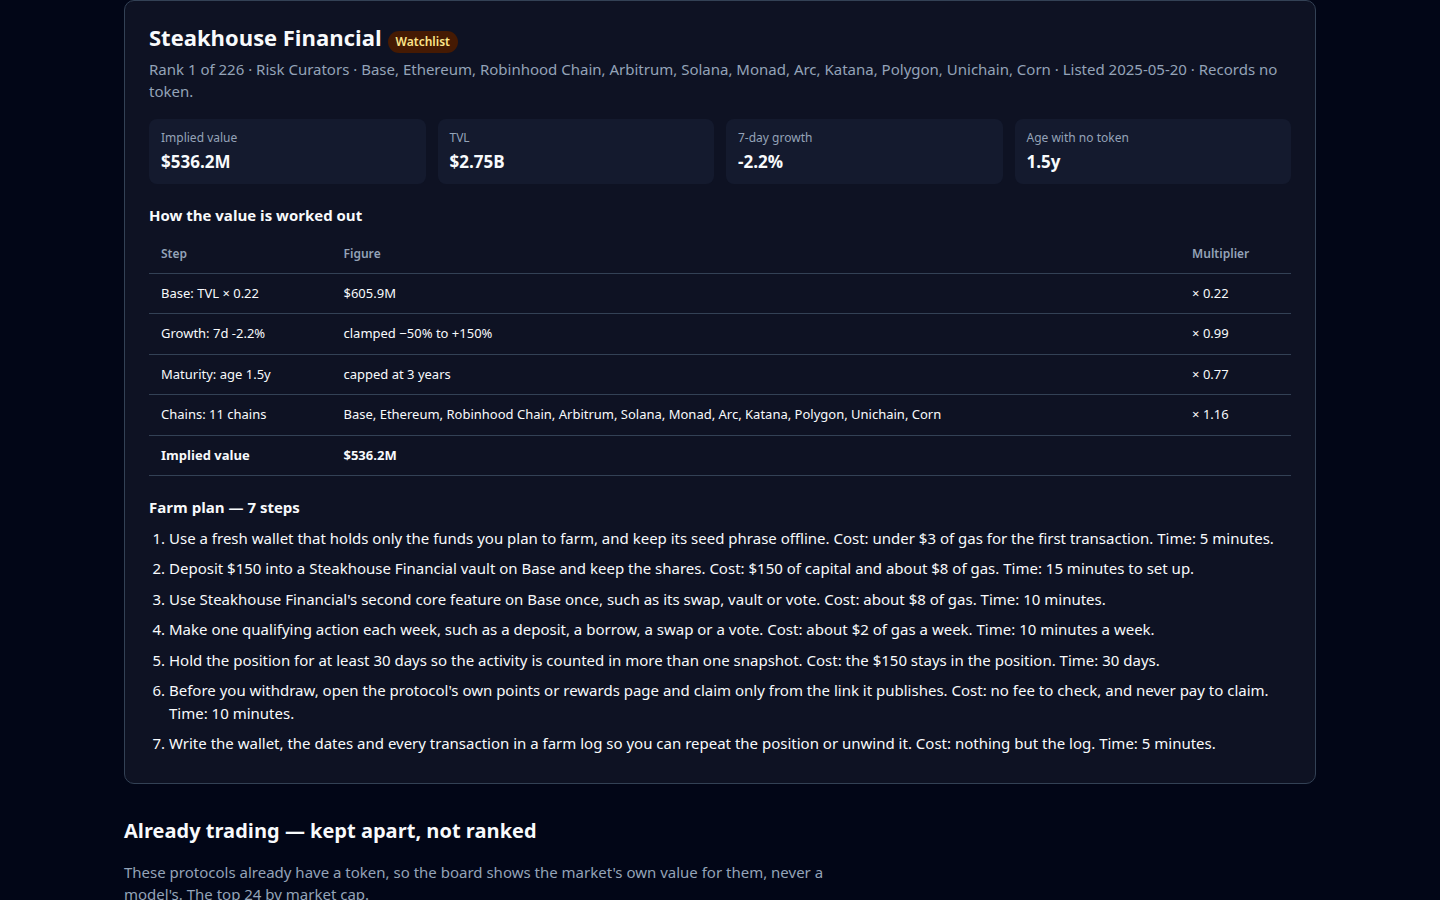 Steakhouse Financial Watchlist
Rank 1 of 226 · Risk Curators · Base, Ethereum, Robinhood Chain, Arbitrum, Solana, Monad, Arc, Katana, Polygon, Unichain, Corn · Listed 2025-05-20 · Records no
token.
Implied value TVL 7-day growth Age with no token
$536.2M $2.75B -2.2% 1.5y
How the value is worked out
Step Figure Multiplier
Base: TVL × 0.22 $605.9M × 0.22
Growth: 7d -2.2% clamped −50% to +150% × 0.99
Maturity: age 1.5y capped at 3 years × 0.77
Chains: 11 chains Base, Ethereum, Robinhood Chain, Arbitrum, Solana, Monad, Arc, Katana, Polygon, Unichain, Corn × 1.16
Implied value $536.2M
Farm plan — 7 steps
1. Use a fresh wallet that holds only the funds you plan to farm, and keep its seed phrase offline. Cost: under $3 of gas for the first transaction. Time: 5 minutes.
2. Deposit $150 into a Steakhouse Financial vault on Base and keep the shares. Cost: $150 of capital and about $8 of gas. Time: 15 minutes to set up.
3. Use Steakhouse Financial's second core feature on Base once, such as its swap, vault or vote. Cost: about $8 of gas. Time: 10 minutes.
4. Make one qualifying action each week, such as a deposit, a borrow, a swap or a vote. Cost: about $2 of gas a week. Time: 10 minutes a week.
5. Hold the position for at least 30 days so the activity is counted in more than one snapshot. Cost: the $150 stays in the position. Time: 30 days.
6. Before you withdraw, open the protocol's own points or rewards page and claim only from the link it publishes. Cost: no fee to check, and never pay to claim.
Time: 10 minutes.
7. Write the wallet, the dates and every transaction in a farm log so you can repeat the position or unwind it. Cost: nothing but the log. Time: 5 minutes.
Already trading — kept apart, not ranked
These protocols already have a token, so the board shows the market's own value for them, never a
model's. The top 24 by market cap.